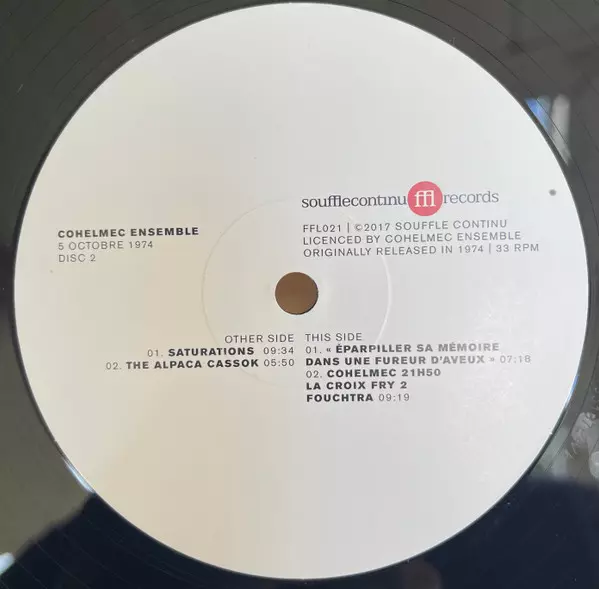 soufflecontinu ffl records
COHELMEC ENSEMBLE
5 OCTOBRE 1974
DISC 2
FFL021 | ©2017 SOUFFLE CONTINU
LICENCED BY COHELMEC ENSEMBLE
ORIGINALLY RELEASED IN 1974 | 33 RPM
OTHER SIDE
01. SATURATIONS 09:34
02. THE ALPACA CASSOK 05:50
THIS SIDE
01. « ÉPARPILLER SA MÉMOIRE
DANS UNE FUREUR D'AVEUX » 07:18
02. COHELMEC 21H50
LA CROIX FRY 2
FOUCHTRA 09:19